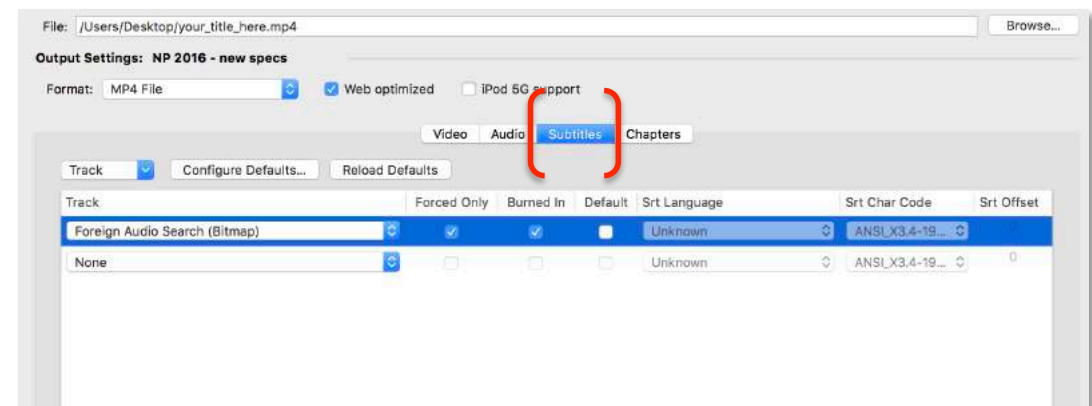 File: /Users/Desktop/your_title_here.mp4 Browse...
Output Settings: NP 2016 - new specs
Format: MP4 File Web optimized iPod 5G support
Video Audio Subtitles Chapters
Track Configure Defaults... Reload Defaults
Track Forced Only Burned In Default Srt Language Srt Char Code Srt Offset
Foreign Audio Search (Bitmap) Unknown ANSI_X3.4-19... 0
None Unknown ANSI_X3.4-19... 0